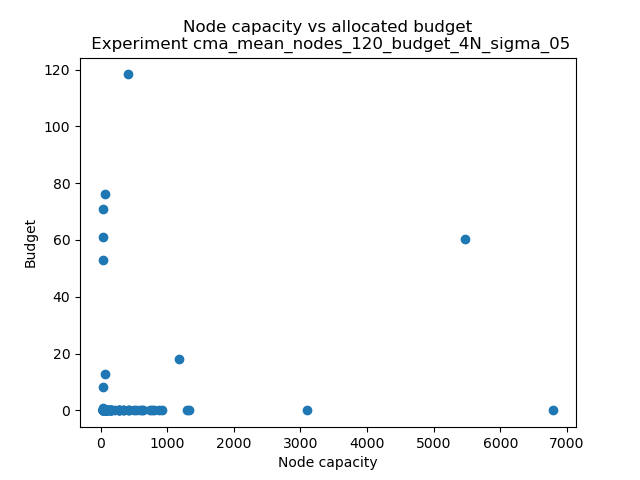 Node capacity vs allocated budget
Experiment cma_mean_nodes_120_budget_4N_sigma_05
120
100
80
60
40
20
0
Budget
0 1000 2000 3000 4000 5000 6000 7000
Node capacity